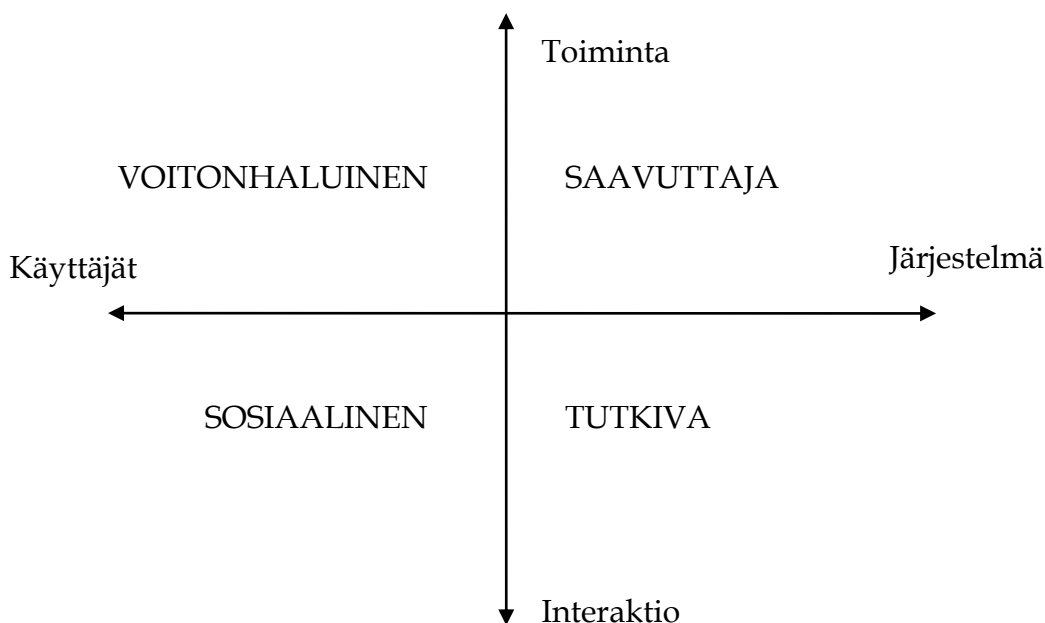 Toiminta
VOITONHALUINEN
SAAVUTTAJA
Käyttäjät
Järjestelmä
SOSIAALINEN
TUTKIVA
Interaktio